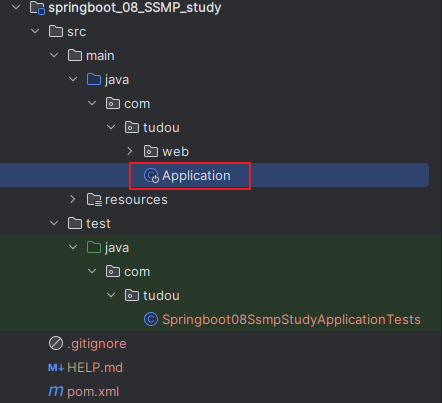 springboot_08_SSMP_study
src
main
java
com
tudou
web
Application
resources
test
java
com
tudou
Springboot08SsmpStudyApplicationTests
.gitignore
M↓ HELP.md
m pom.xml